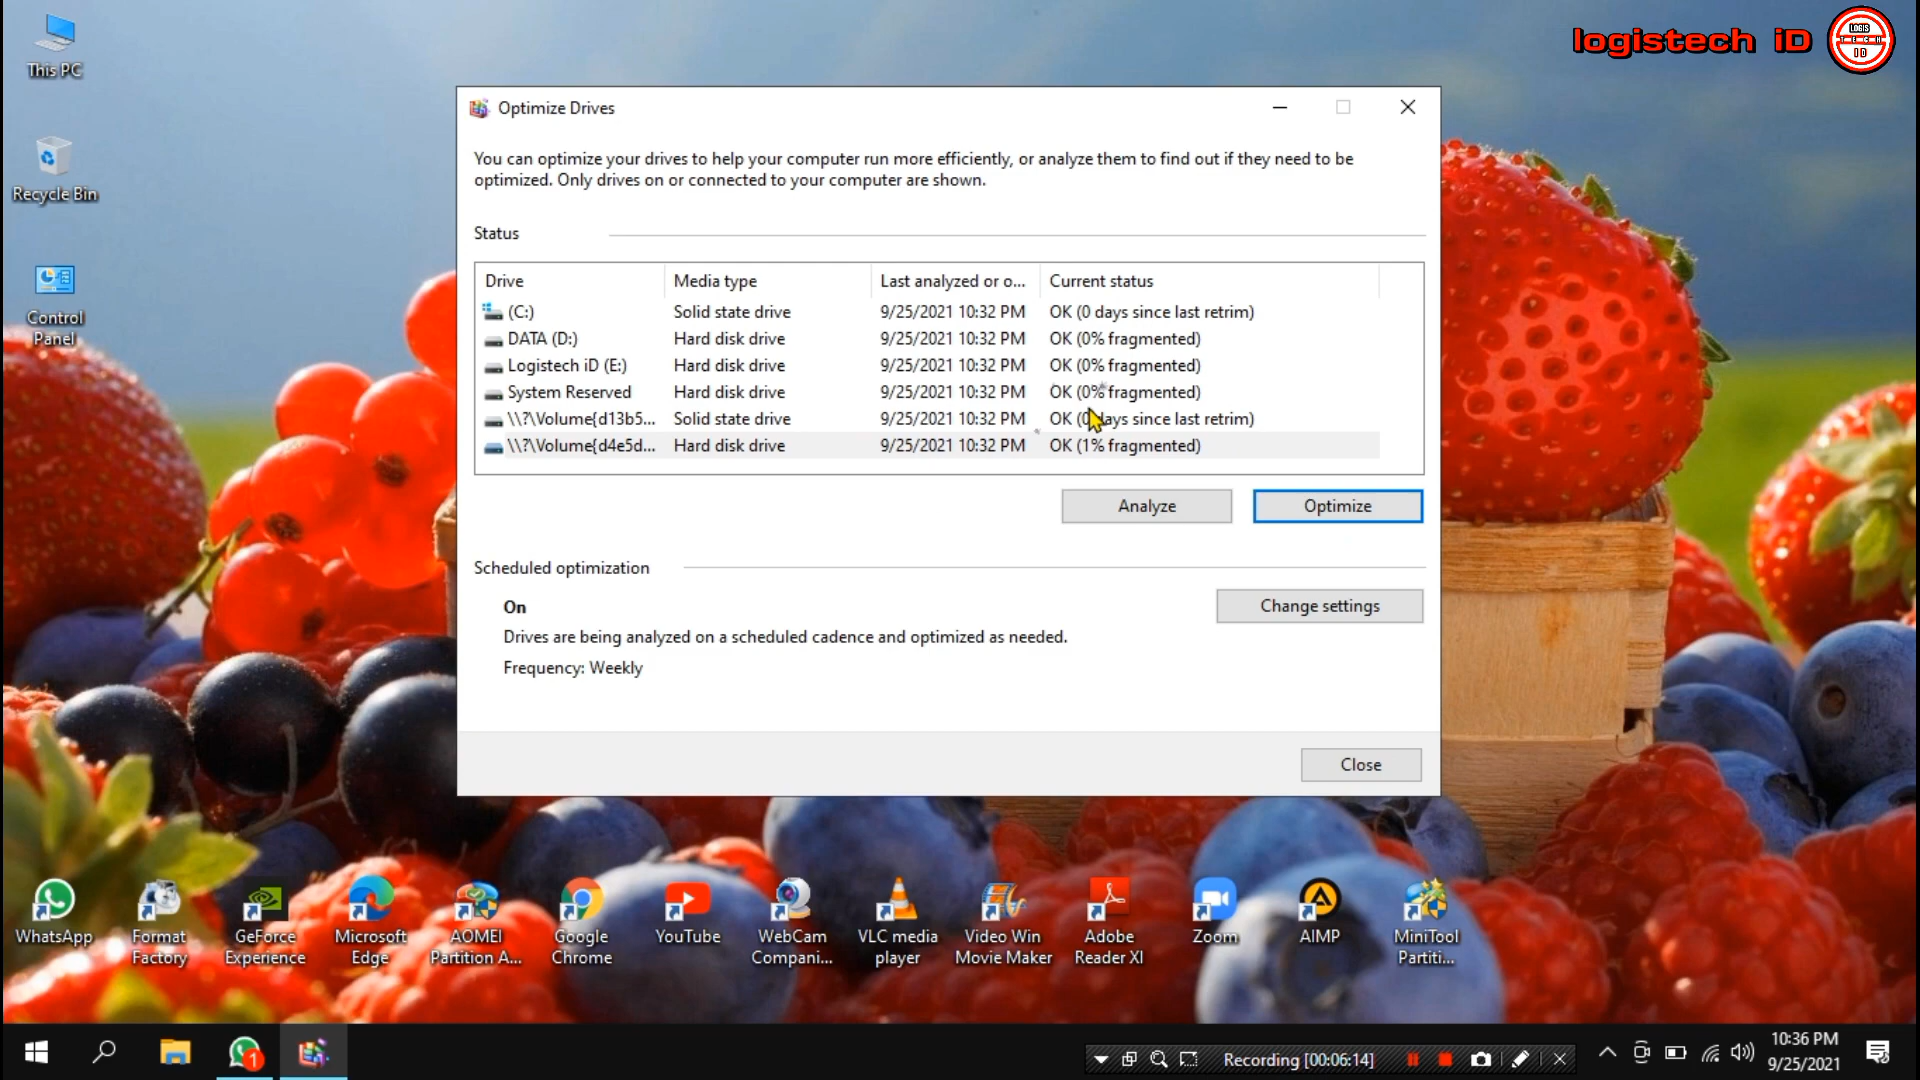 This PC
Recycle Bin
Control
Panel
logistech iD
LOGIS
TECH
ID
Optimize Drives
You can optimize your drives to help your computer run more efficiently, or analyze them to find out if they need to be
optimized. Only drives on or connected to your computer are shown.
Status
Drive Media type Last analyzed or o... Current status
(C:) Solid state drive 9/25/2021 10:32 PM OK (0 days since last retrim)
DATA (D:) Hard disk drive 9/25/2021 10:32 PM OK (0% fragmented)
Logistech iD (E:) Hard disk drive 9/25/2021 10:32 PM OK (0% fragmented)
System Reserved Hard disk drive 9/25/2021 10:32 PM OK (0% fragmented)
\\?\Volume{d13b5... Solid state drive 9/25/2021 10:32 PM OK (0 days since last retrim)
\\?\Volume{d4e5d... Hard disk drive 9/25/2021 10:32 PM OK (1% fragmented)
Analyze Optimize
Scheduled optimization
On
Change settings
Drives are being analyzed on a scheduled cadence and optimized as needed.
Frequency: Weekly
Close
WhatsApp
Format
Factory
GeForce
Experience
Microsoft
Edge
AOMEI
Partition A...
Google
Chrome
YouTube
WebCam
Compani...
VLC media
player
Video Win
Movie Maker
Adobe
Reader XI
Zoom
AIMP
MiniTool
Partiti...
1
Recording [00:06:14]
10:36 PM
9/25/2021